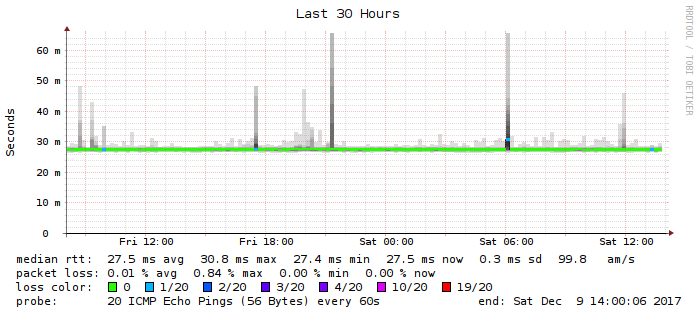 Last 30 Hours
RRDTOOL / TOBI OETIKER
Seconds
60 m
50 m
40 m
30 m
20 m
10 m
0
Fri 12:00 Fri 18:00 Sat 00:00 Sat 06:00 Sat 12:00
median rtt: 27.5 ms avg 30.8 ms max 27.4 ms min 27.5 ms now 0.3 ms sd 99.8 am/s
packet loss: 0.01 % avg 0.84 % max 0.00 % min 0.00 % now
loss color: 0 1/20 2/20 3/20 4/20 10/20 19/20
probe: 20 ICMP Echo Pings (56 Bytes) every 60s end: Sat Dec 9 14:00:06 2017